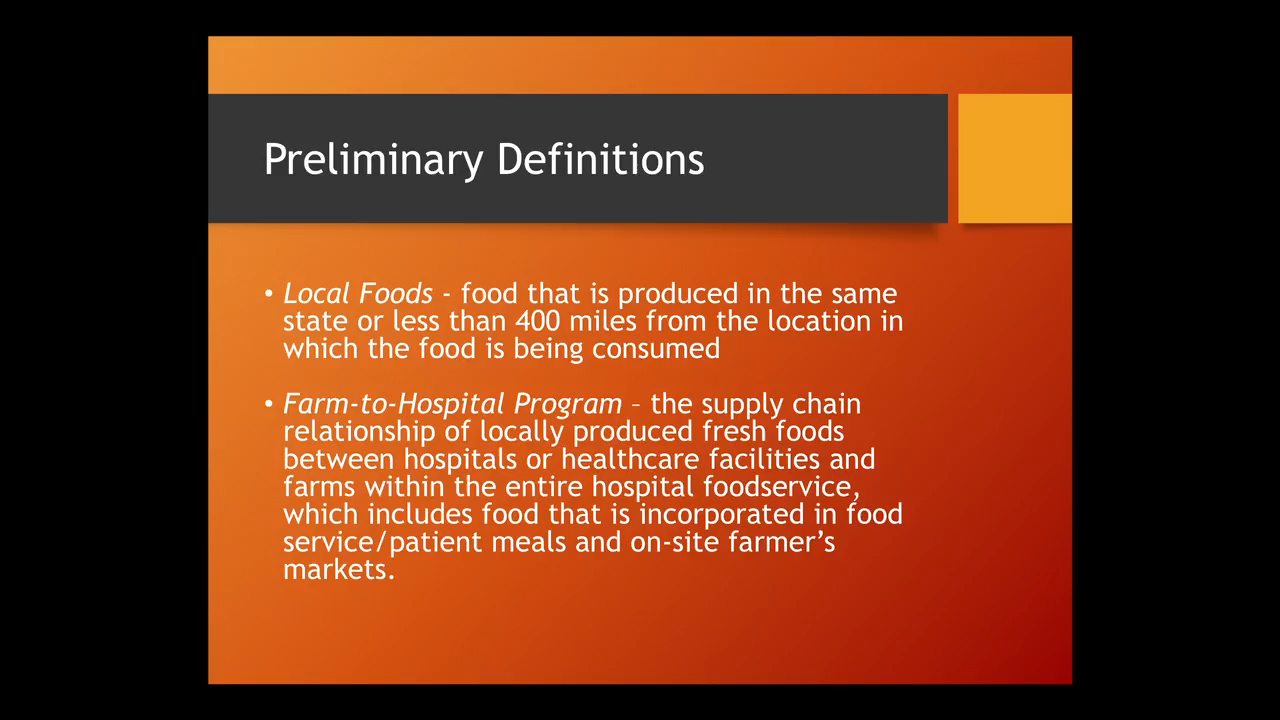 Preliminary Definitions
• Local Foods - food that is produced in the same
state or less than 400 miles from the location in
which the food is being consumed
• Farm-to-Hospital Program – the supply chain
relationship of locally produced fresh foods
between hospitals or healthcare facilities and
farms within the entire hospital foodservice,
which includes food that is incorporated in food
service/patient meals and on-site farmer’s
markets.